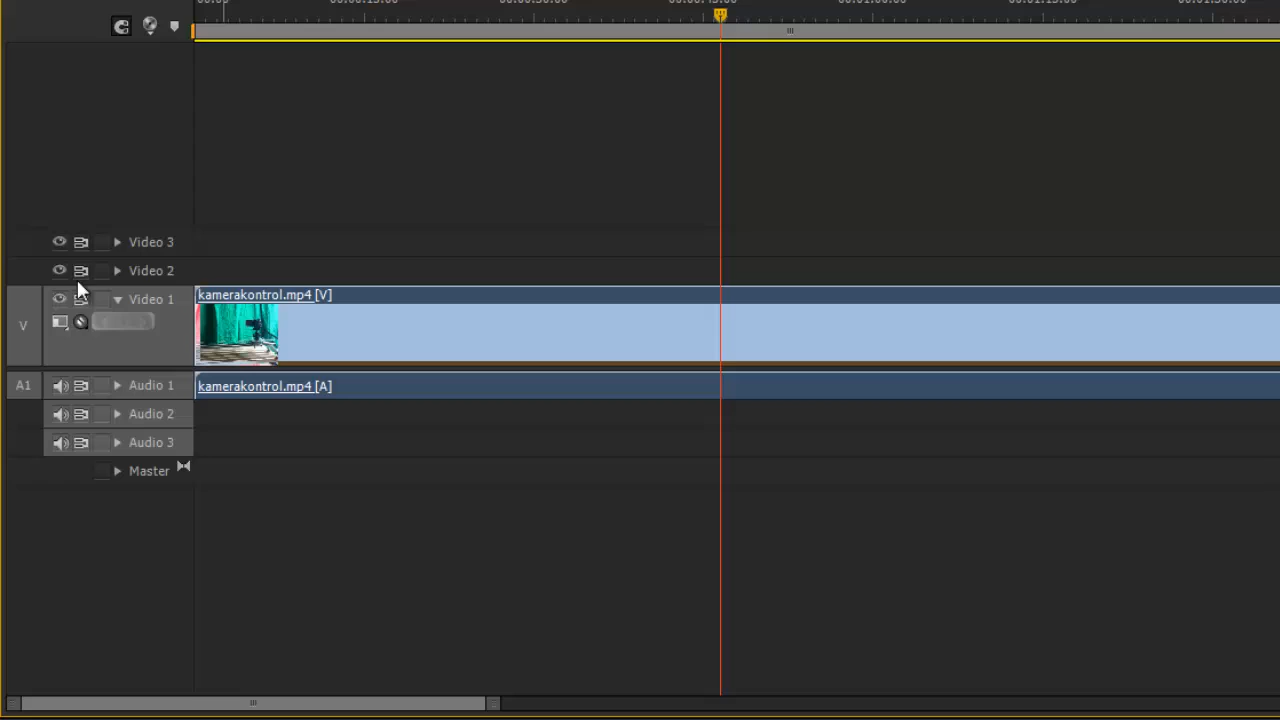 Video 3
Video 2
Video 1
kamerakontrol.mp4 [V]
V
A1
Audio 1
kamerakontrol.mp4 [A]
Audio 2
Audio 3
Master